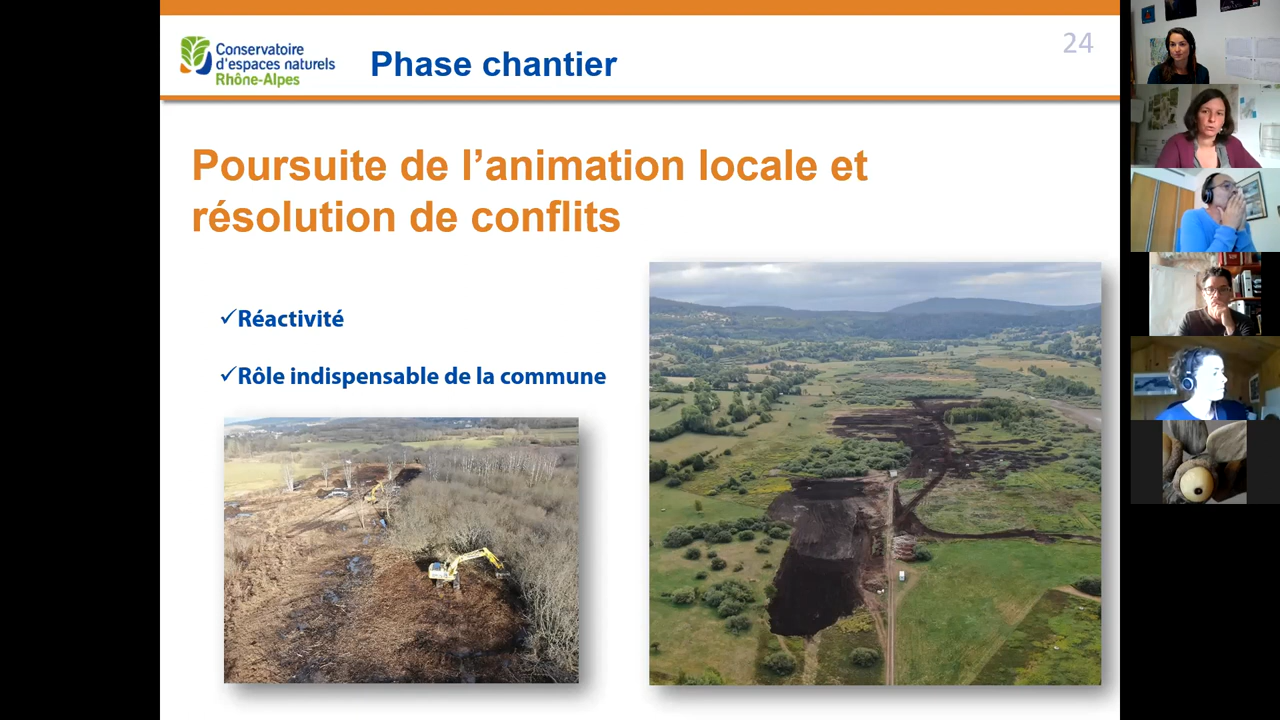 Conservatoire
d'espaces naturels
Rhône-Alpes
Phase chantier
24
Poursuite de l’animation locale et
résolution de conflits
✓Réactivité
✓Rôle indispensable de la commune